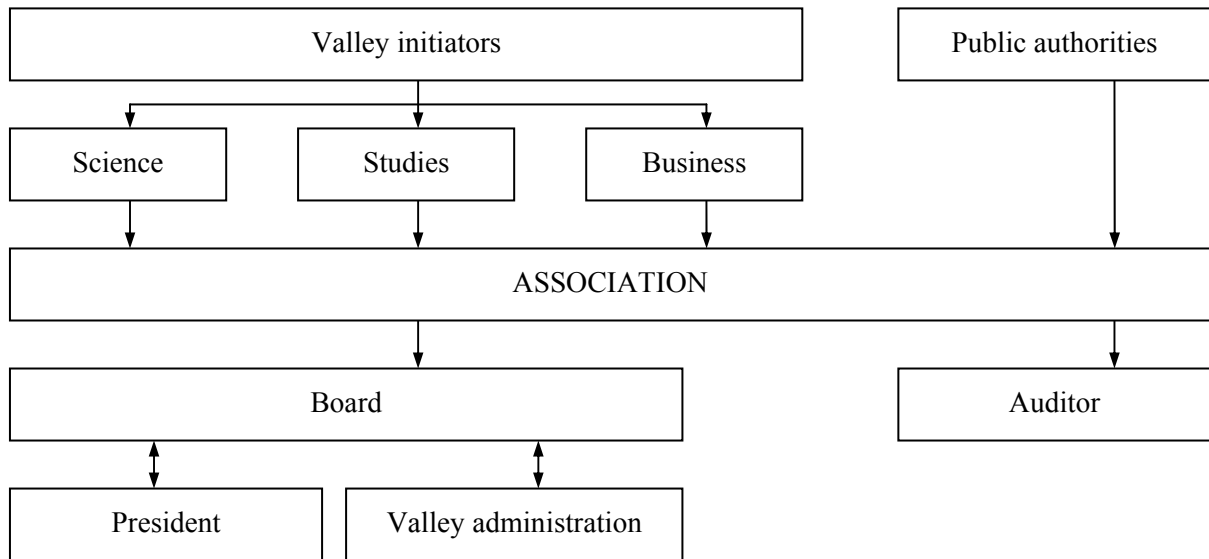 Valley initiators
Public authorities
Science
Studies
Business
ASSOCIATION
Board
Auditor
President
Valley administration